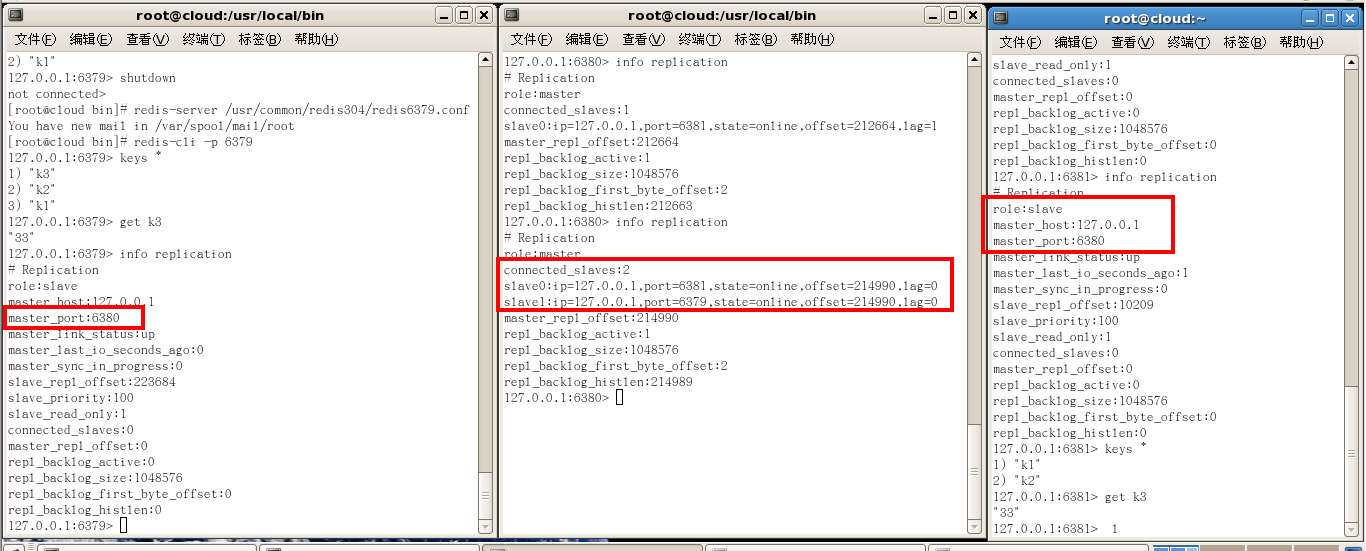 root@cloud:/usr/local/bin
文件(F) 编辑(E) 查看(V) 终端(T) 标签(B) 帮助(H)
2) "k1"
127.0.0.1:6379> shutdown
not connected>
[root@cloud bin]# redis-server /usr/common/redis304/redis6379.conf
You have new mail in /var/spool/mail/root
[root@cloud bin]# redis-cli -p 6379
127.0.0.1:6379> keys *
1) "k3"
2) "k2"
3) "k1"
127.0.0.1:6379> get k3
"33"
127.0.0.1:6379> info replication
# Replication
role:slave
master_host:127.0.0.1
master_port:6380
master_link_status:up
master_last_io_seconds_ago:0
master_sync_in_progress:0
slave_repl_offset:223684
slave_priority:100
slave_read_only:1
connected_slaves:0
master_repl_offset:0
repl_backlog_active:0
repl_backlog_size:1048576
repl_backlog_first_byte_offset:0
repl_backlog_histlen:0
127.0.0.1:6379>
root@cloud:/usr/local/bin
文件(F) 编辑(E) 查看(V) 终端(T) 标签(B) 帮助(H)
127.0.0.1:6380> info replication
# Replication
role:master
connected_slaves:1
slave0:ip=127.0.0.1,port=6381,state=online,offset=212664,lag=1
master_repl_offset:212664
repl_backlog_active:1
repl_backlog_size:1048576
repl_backlog_first_byte_offset:2
repl_backlog_histlen:212663
127.0.0.1:6380> info replication
# Replication
role:master
connected_slaves:2
slave0:ip=127.0.0.1,port=6381,state=online,offset=214990,lag=0
slave1:ip=127.0.0.1,port=6379,state=online,offset=214990,lag=0
master_repl_offset:214990
repl_backlog_active:1
repl_backlog_size:1048576
repl_backlog_first_byte_offset:2
repl_backlog_histlen:214989
127.0.0.1:6380>
root@cloud:~
文件(F) 编辑(E) 查看(V) 终端(T) 标签(B) 帮助(H)
slave_read_only:1
connected_slaves:0
master_repl_offset:0
repl_backlog_active:0
repl_backlog_size:1048576
repl_backlog_first_byte_offset:0
repl_backlog_histlen:0
127.0.0.1:6381> info replication
# Replication
role:slave
master_host:127.0.0.1
master_port:6380
master_link_status:up
master_last_io_seconds_ago:1
master_sync_in_progress:0
slave_repl_offset:10209
slave_priority:100
slave_read_only:1
connected_slaves:0
master_repl_offset:0
repl_backlog_active:0
repl_backlog_size:1048576
repl_backlog_first_byte_offset:0
repl_backlog_histlen:0
127.0.0.1:6381> keys *
1) "k1"
2) "k2"
127.0.0.1:6381> get k3
"33"
127.0.0.1:6381> 1